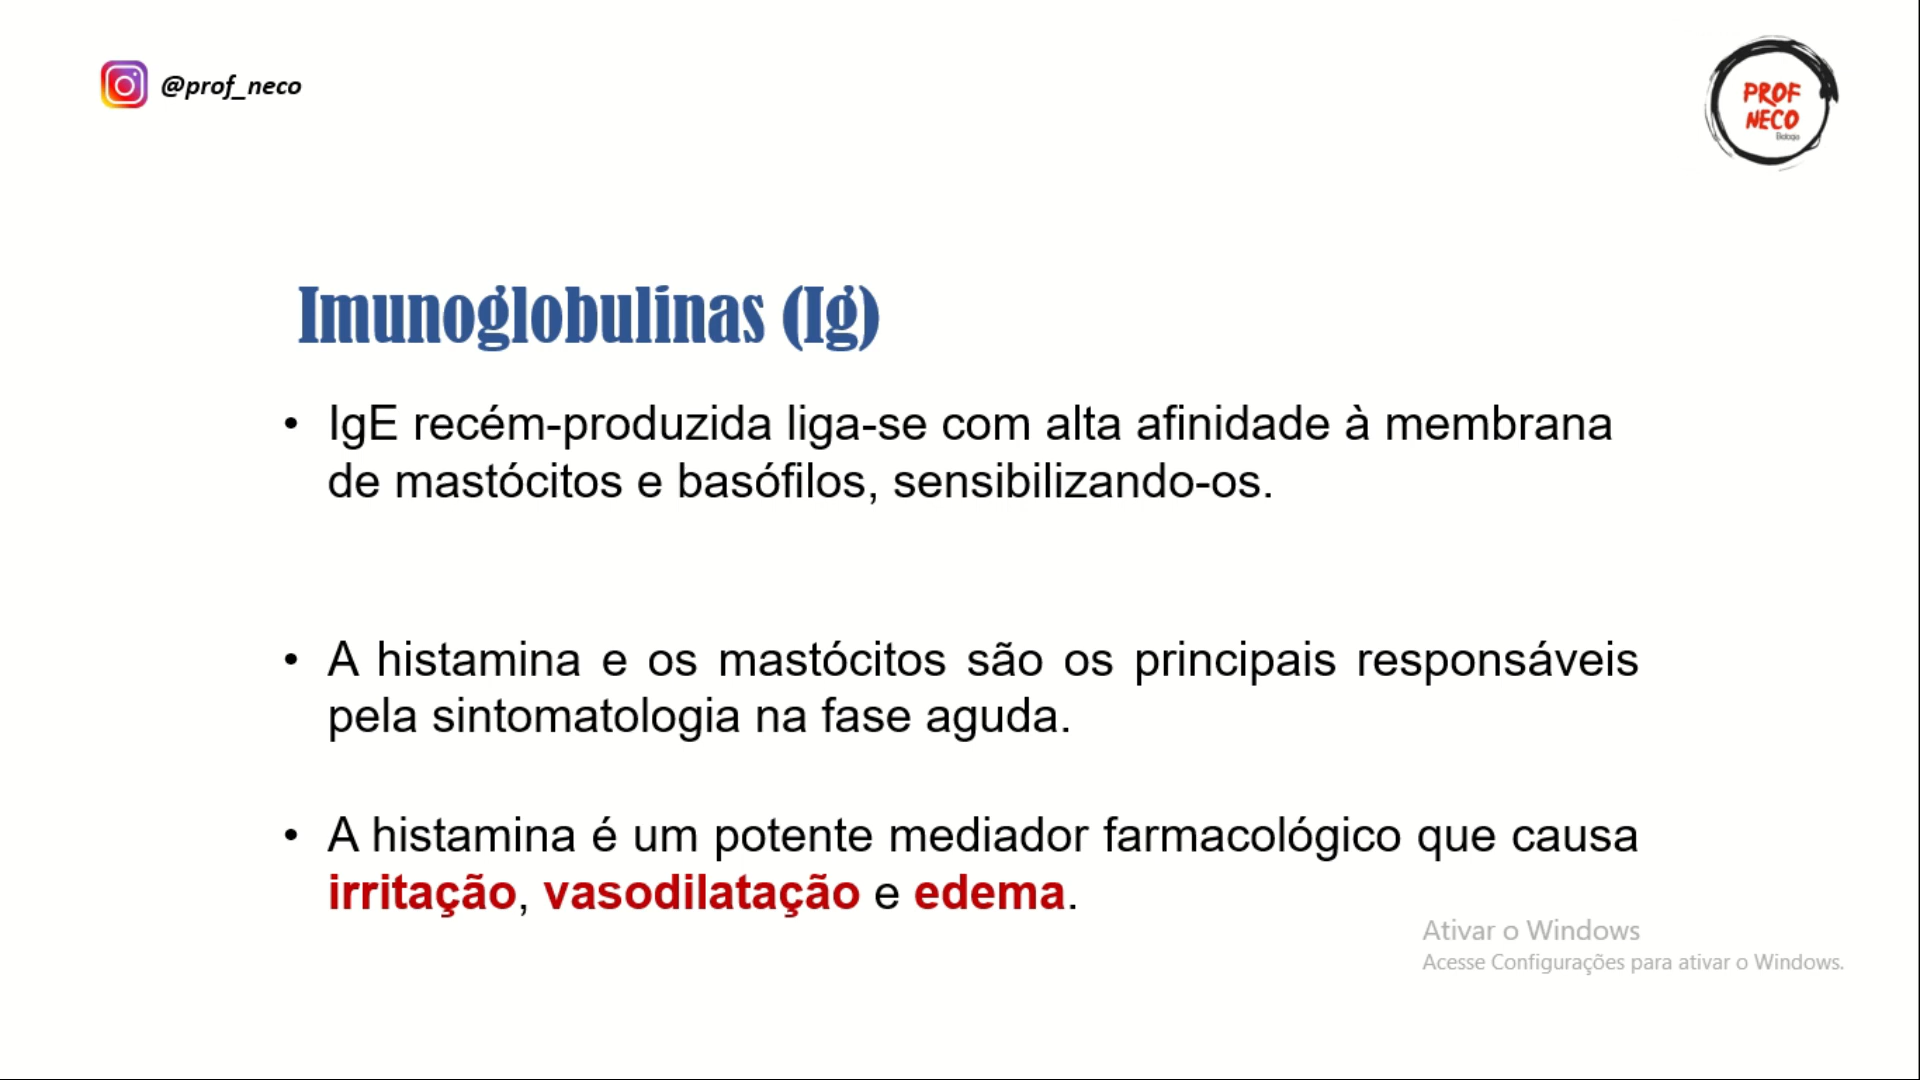 @prof_neco
PROF
NECO
Biologia
Imunoglobulinas (Ig)
• IgE recém-produzida liga-se com alta afinidade à membrana
de mastócitos e basófilos, sensibilizando-os.
• A histamina e os mastócitos são os principais responsáveis
pela sintomatologia na fase aguda.
• A histamina é um potente mediador farmacológico que causa
irritação, vasodilatação e edema.
Ativar o Windows
Acesse Configurações para ativar o Windows.